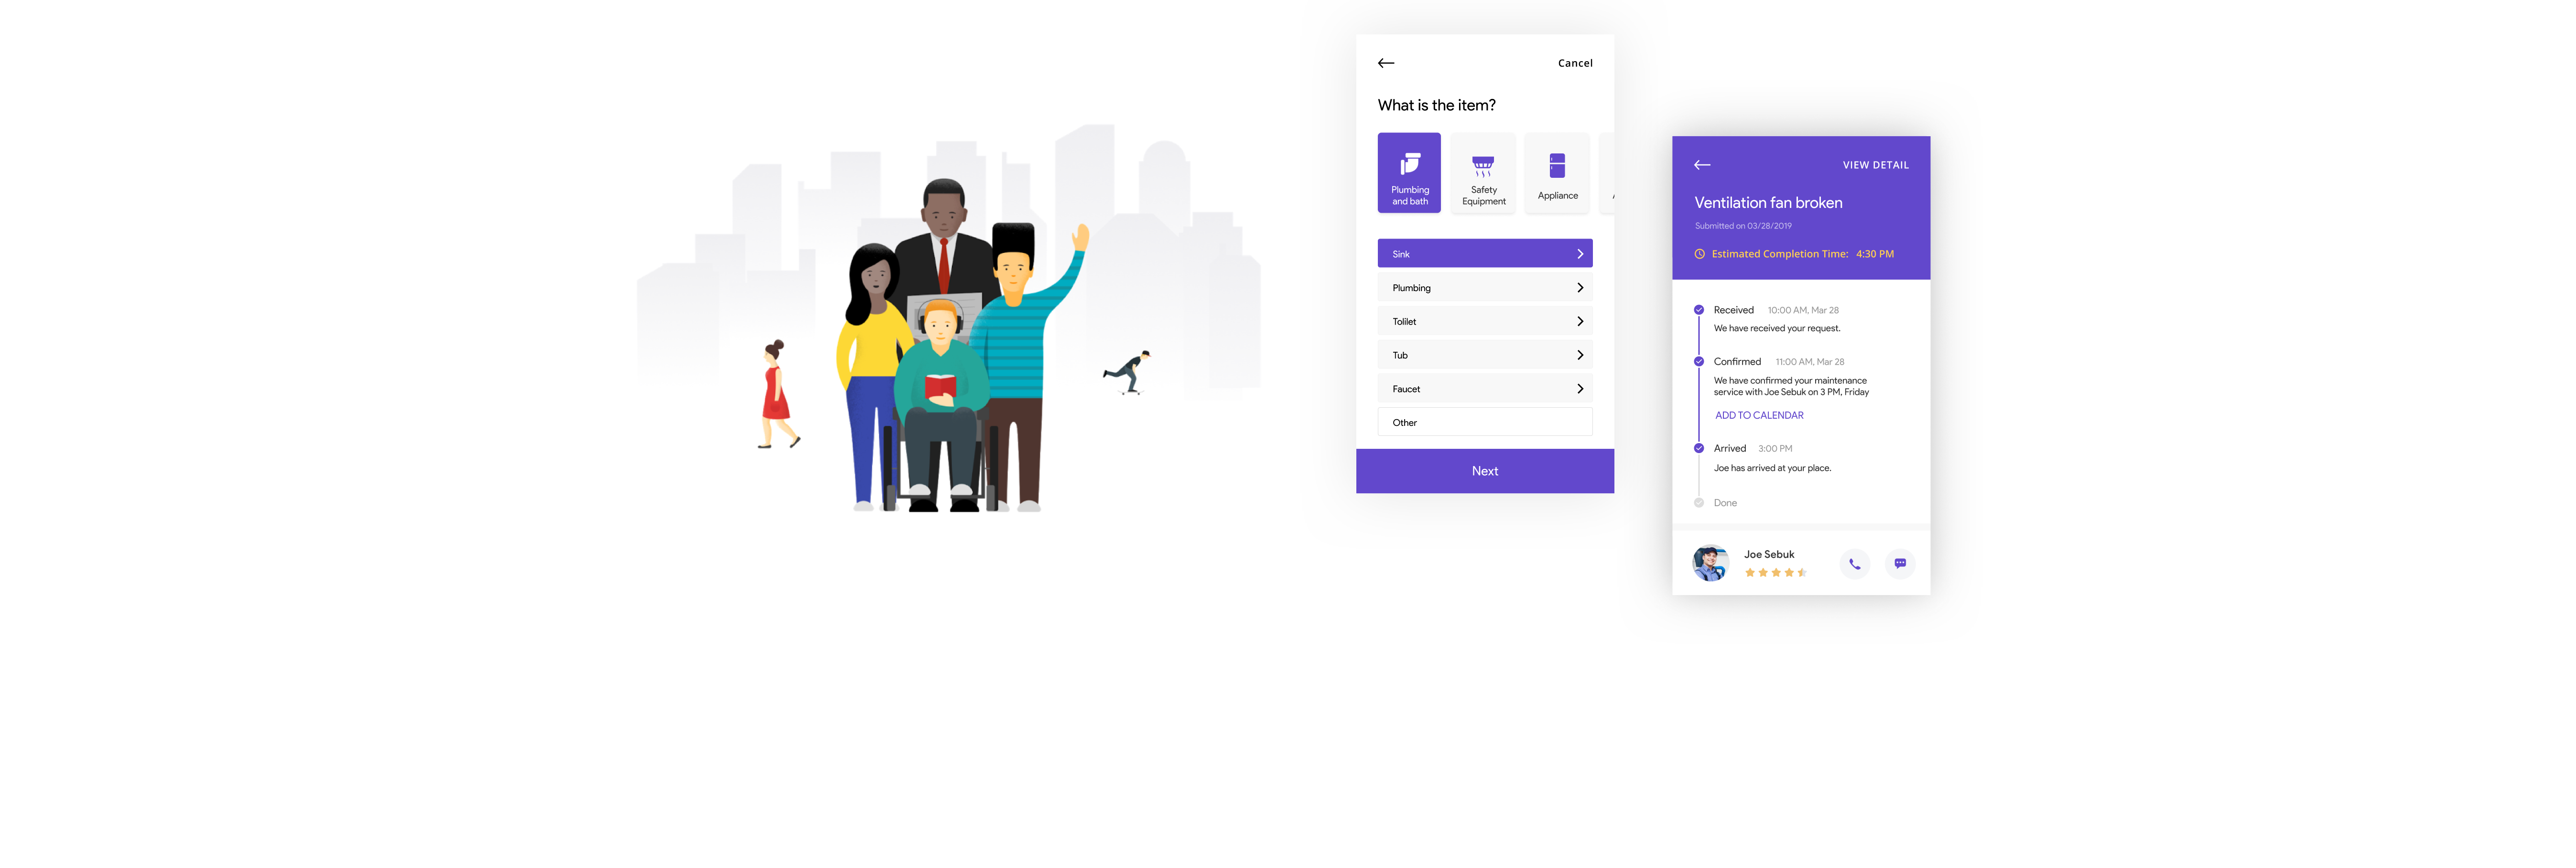 Cancel
What is the item?
Plumbing
and bath
Safety
Equipment
Appliance
Sink
Plumbing
Tolilet
Tub
Faucet
Other
Next
VIEW DETAIL
Ventilation fan broken
Submitted on 03/28/2019
Estimated Completion Time: 4:30 PM
Received 10:00 AM, Mar 28
We have received your request.
Confirmed 11:00 AM, Mar 28
We have confirmed your maintenance
service with Joe Sebuk on 3 PM, Friday
ADD TO CALENDAR
Arrived 3:00 PM
Joe has arrived at your place.
Done
Joe Sebuk